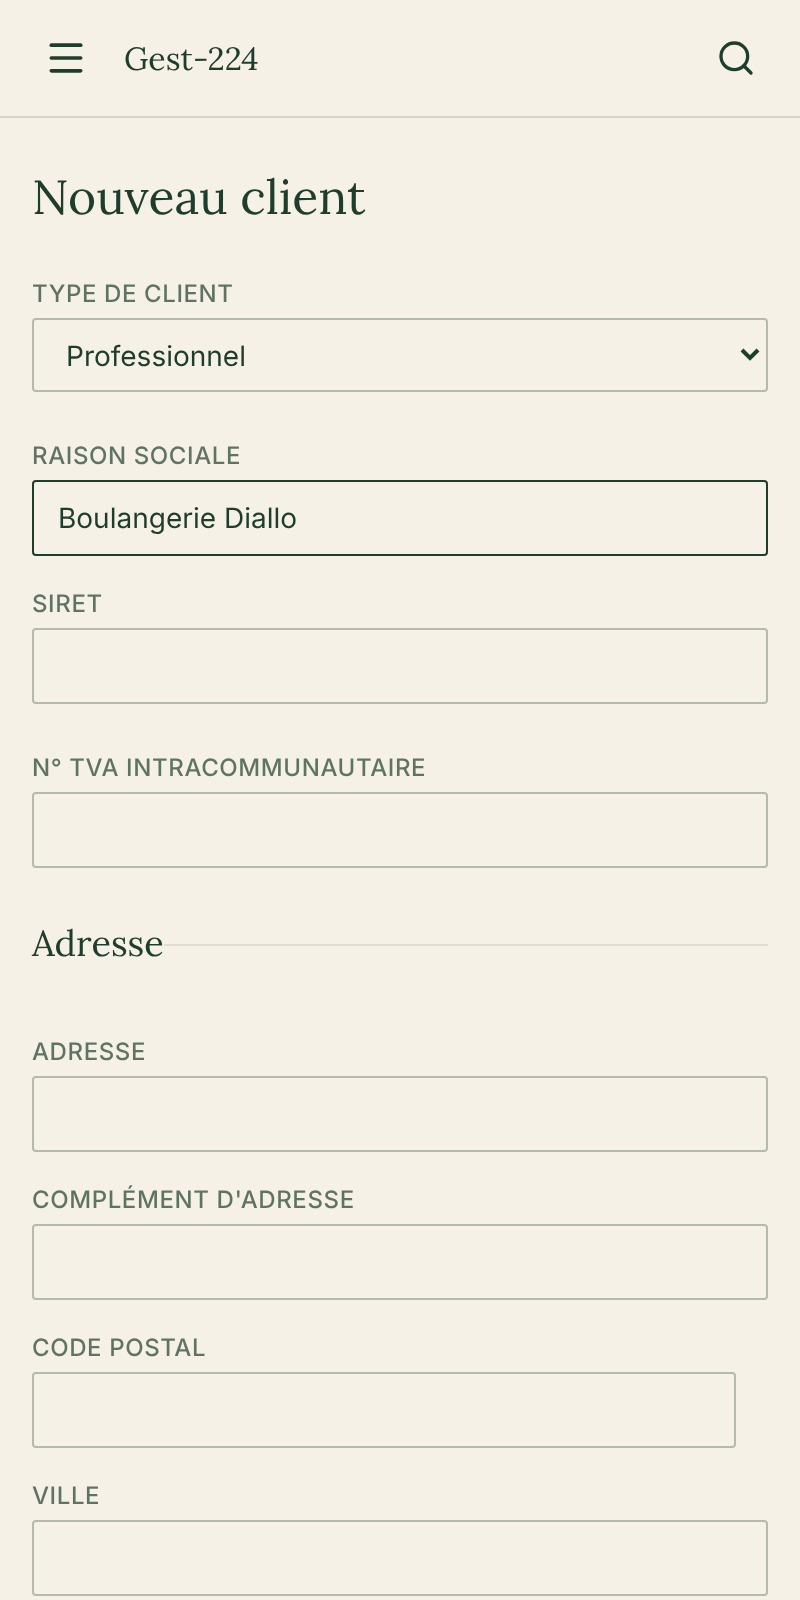 Gest-224
Nouveau client
TYPE DE CLIENT
Professionnel
RAISON SOCIALE
Boulangerie Diallo
SIRET
N° TVA INTRACOMMUNAUTAIRE
Adresse
ADRESSE
COMPLÉMENT D'ADRESSE
CODE POSTAL
VILLE